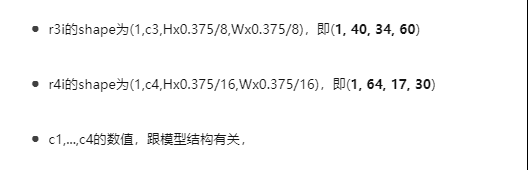 r3i的shape为(1,c3,Hx0.375/8,Wx0.375/8)，即(1, 40, 34, 60)
r4i的shape为(1,c4,Hx0.375/16,Wx0.375/16)，即(1, 64, 17, 30)
c1,...,c4的数值，跟模型结构有关，